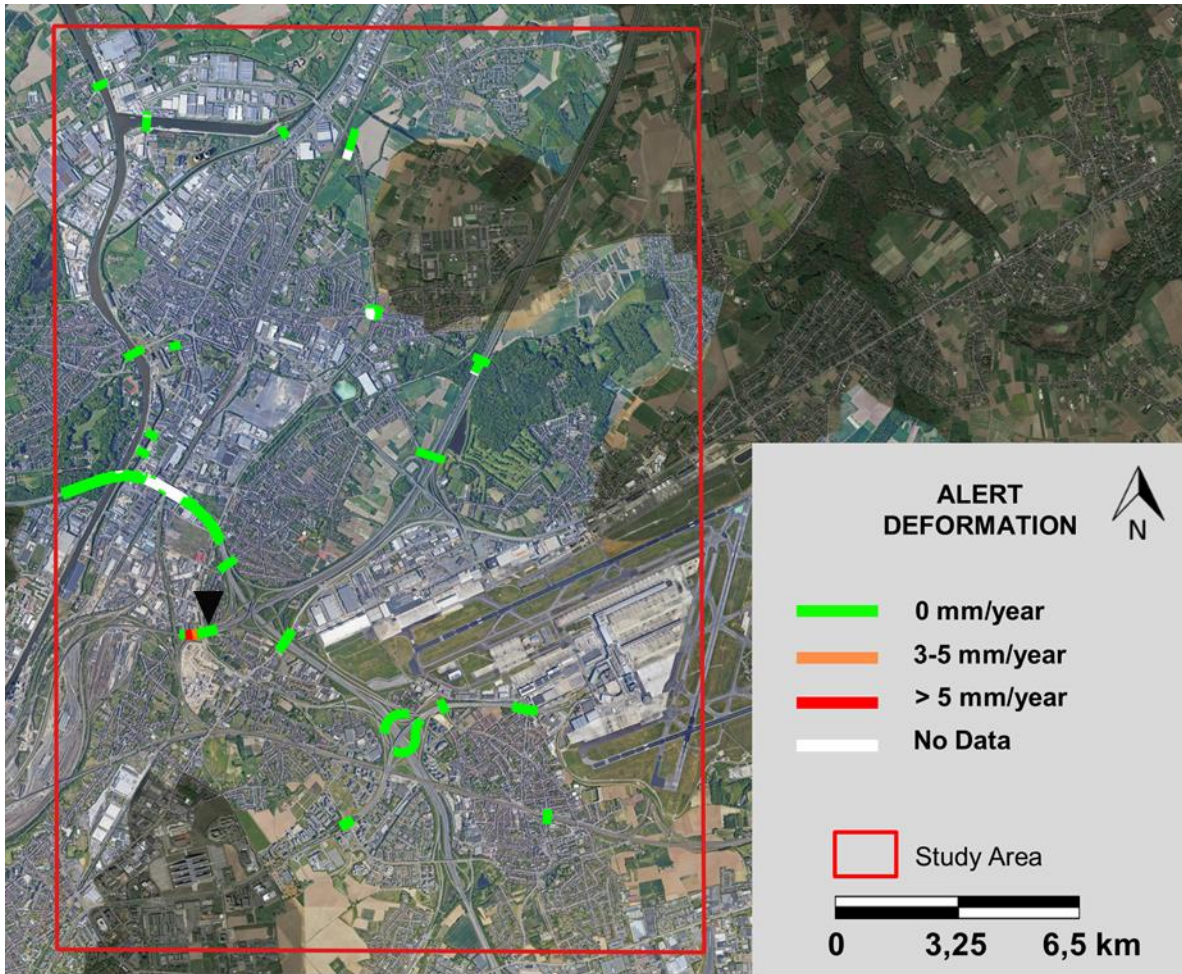 ALERT
DEFORMATION
N
0 mm/year
3-5 mm/year
> 5 mm/year
No Data
Study Area
0 3,25 6,5 km